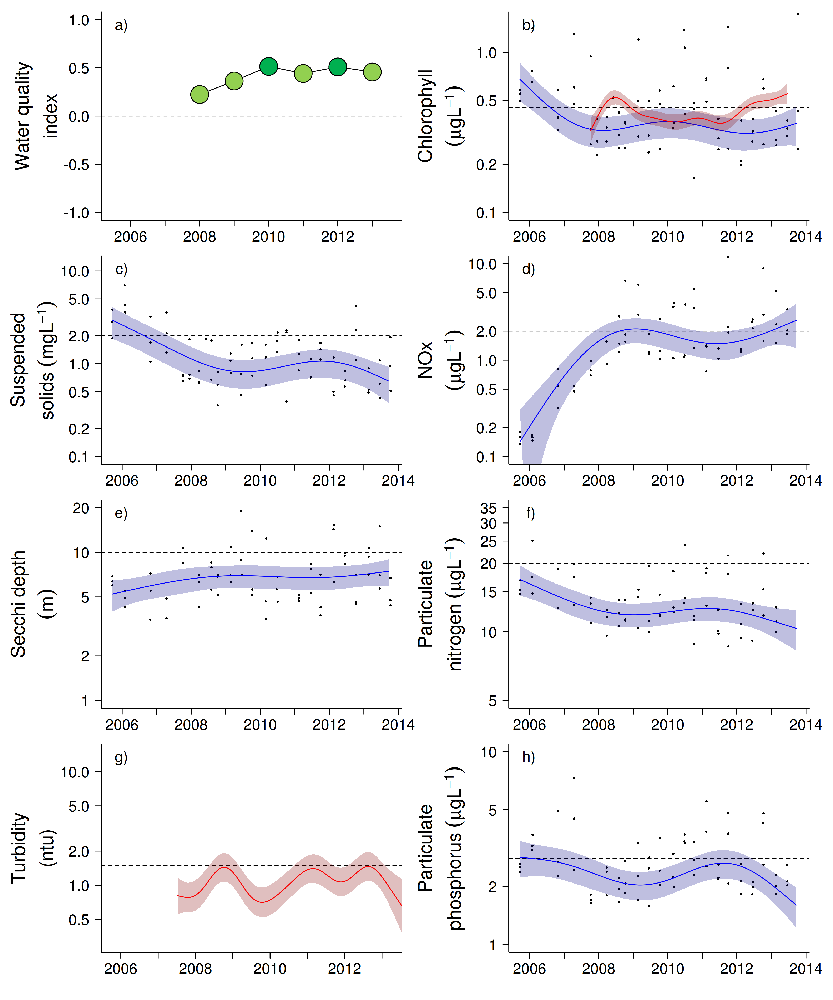 a)
Water quality
index
1.0
0.5
0.0
-0.5
-1.0
2006 2008 2010 2012
b)
Chlorophyll
(µgL⁻¹)
1.0
0.5
0.2
0.1
2006 2008 2010 2012 2014
c)
Suspended
solids (mgL⁻¹)
10.0
5.0
2.0
1.0
0.5
0.2
0.1
2006 2008 2010 2012 2014
d)
NOx
(µgL⁻¹)
10.0
5.0
2.0
1.0
0.5
0.2
0.1
2006 2008 2010 2012 2014
e)
Secchi depth
(m)
20
10
5
2
1
2006 2008 2010 2012 2014
f)
Particulate
nitrogen (µgL⁻¹)
35
30
25
20
15
10
5
2006 2008 2010 2012 2014
g)
Turbidity
(ntu)
10.0
5.0
2.0
1.0
0.5
2006 2008 2010 2012
h)
Particulate
phosphorus (µgL⁻¹)
10
5
2
1
2006 2008 2010 2012 2014